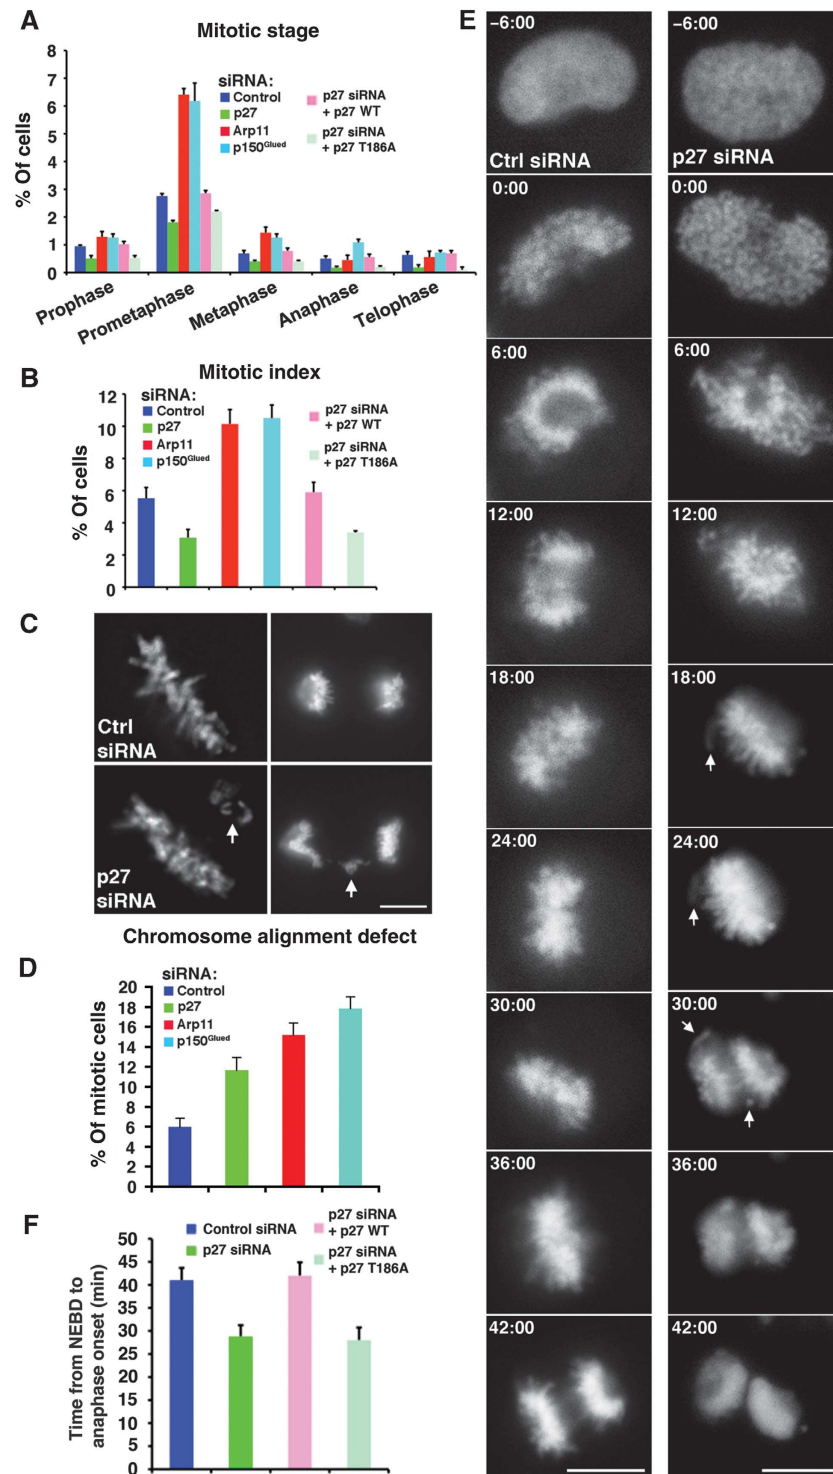 A
Mitotic stage
% Of cells
8
7
6
5
4
3
2
1
0
siRNA:
Control
p27
Arp11
p150Glued
p27 siRNA
+ p27 WT
p27 siRNA
+ p27 T186A
Prophase
Prometaphase
Metaphase
Anaphase
Telophase
B
Mitotic index
% Of cells
12
10
8
6
4
2
0
siRNA:
Control
p27
Arp11
p150Glued
p27 siRNA
+ p27 WT
p27 siRNA
+ p27 T186A
C
Ctrl
siRNA
p27
siRNA
D
Chromosome alignment defect
% Of mitotic cells
20
18
16
14
12
10
8
6
4
2
0
siRNA:
Control
p27
Arp11
p150Glued
F
Time from NEBD to
anaphase onset (min)
50
45
40
35
30
25
20
15
10
5
0
Control siRNA
p27 siRNA
p27 siRNA
+ p27 WT
p27 siRNA
+ p27 T186A
E
–6:00
Ctrl siRNA
–6:00
p27 siRNA
0:00
0:00
6:00
6:00
12:00
12:00
18:00
18:00
24:00
24:00
30:00
30:00
36:00
36:00
42:00
42:00